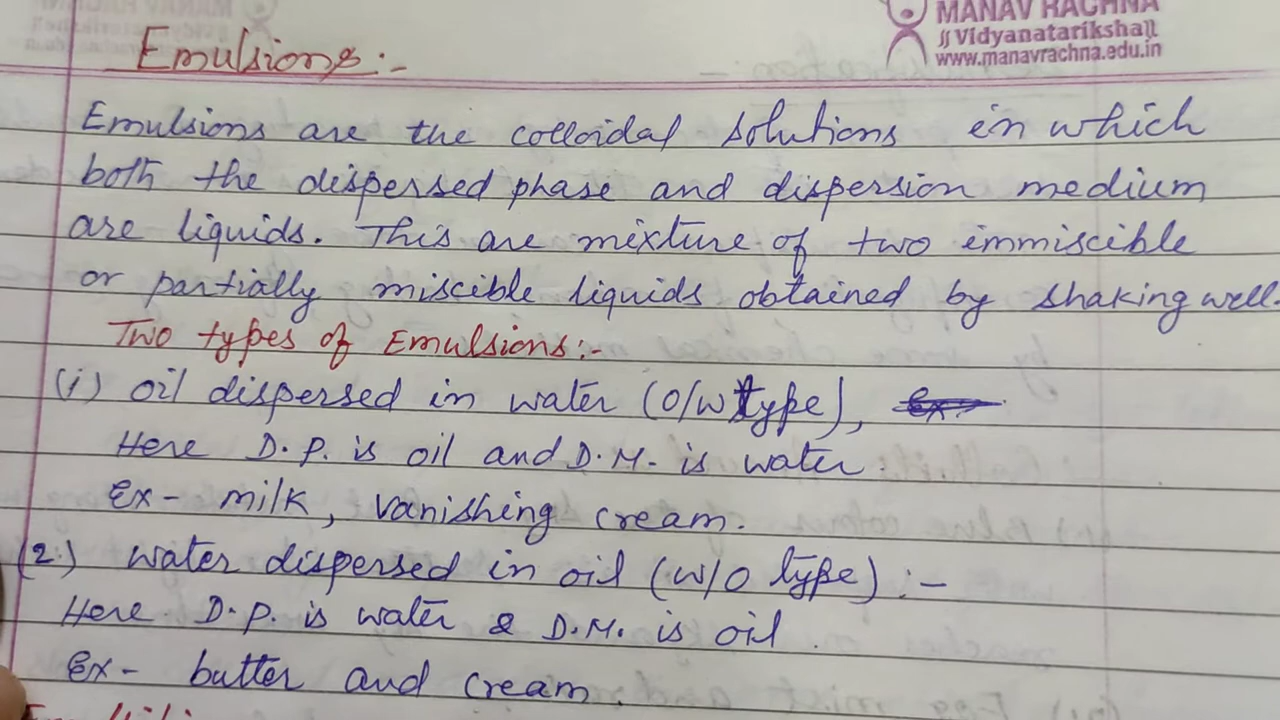 MANAV RACHNA
॥ Vidyanatariksha॥
www.manavrachna.edu.in
Emulsions:-
Emulsions are the colloidal solutions in which
both the dispersed phase and dispersion medium
are liquids. This are mixture of two immiscible
or partially miscible liquids obtained by shaking well.
Two types of Emulsions:-
(i) oil dispersed in water (O/W type),
Here D.P. is oil and D.M. is water.
Ex- milk, vanishing cream.
(2.) water dispersed in oil (W/O type) :-
Here D.P. is water & D.M. is oil.
Ex- butter and cream.